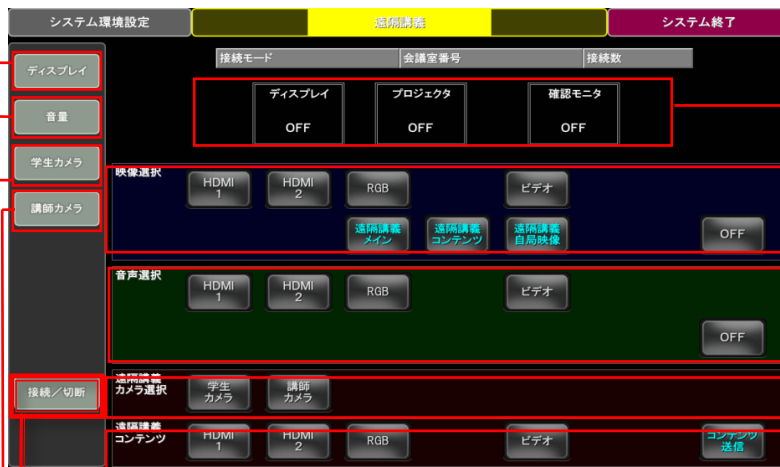 システム環境設定
遠隔講義
システム終了
接続モード
会議室番号
接続数
ディスプレイ
音量
学生カメラ
講師カメラ
接続／切断
ディスプレイ
OFF
プロジェクタ
OFF
確認モニタ
OFF
映像選択
HDMI
1
HDMI
2
RGB
ビデオ
遠隔講義
メイン
遠隔講義
コンテンツ
遠隔講義
自局映像
OFF
音声選択
HDMI
1
HDMI
2
RGB
ビデオ
OFF
遠隔講義
カメラ選択
学生
カメラ
講師
カメラ
遠隔講義
コンテンツ
HDMI
1
HDMI
2
RGB
ビデオ
コンテンツ
送信